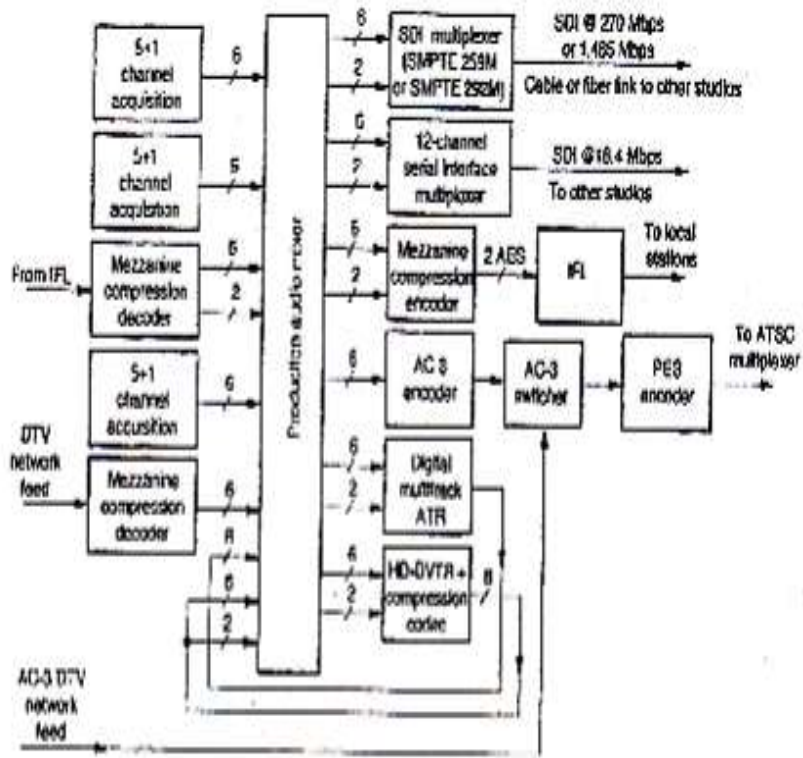 5+1
channel
acquisition
6
5+1
channel
acquisition
6
From IFL
Mezzanine
compression
decoder
6
2
5+1
channel
acquisition
6
DTV
network
feed
Mezzanine
compression
decoder
6
8
6
2
AC-3 DTV
network
feed
Production audio mixer
6
2
SDI multiplexer
(SMPTE 259M
or SMPTE 292M)
SDI @ 270 Mbps
or 1,485 Mbps
Cable or fiber link to other studios
6
2
12-channel
serial interface
multiplexer
SDI @18.4 Mbps
To other studios
6
2
Mezzanine
compression
encoder
2 AES
IFL
To local
stations
6
AC 3
encoder
AC-3
switcher
PES
encoder
To ATSC
multiplexer
6
2
Digital
multitrack
ATR
6
2
HD-DVTR +
compression
codec
8